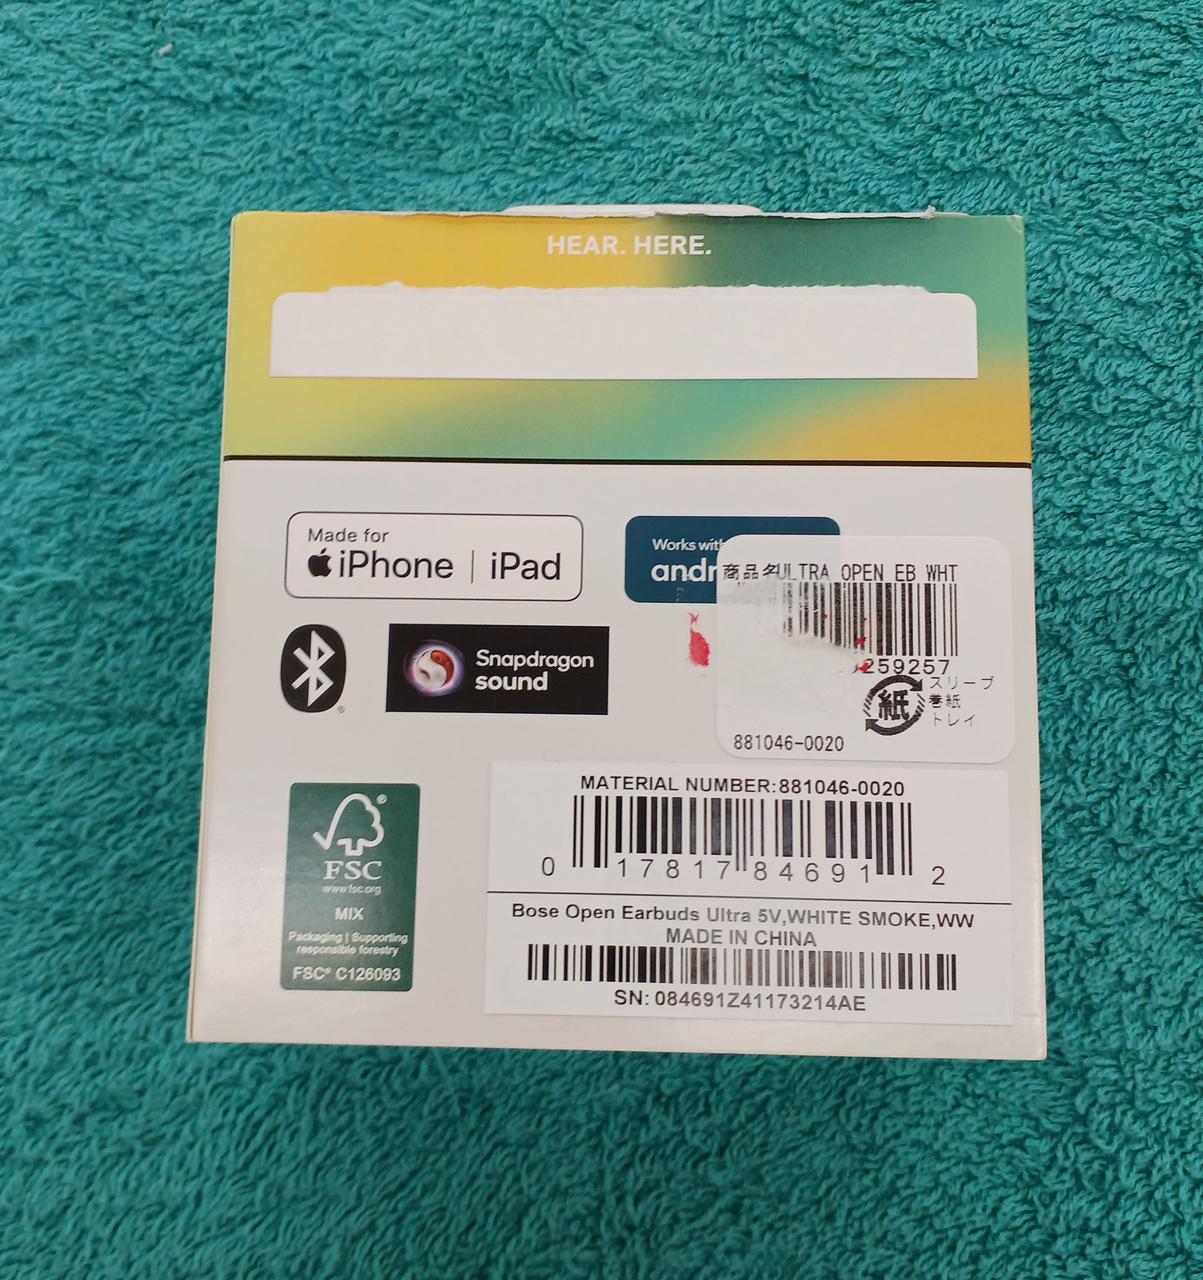 HEAR. HERE.
Made for
iPhone | iPad
Works with
andr
商品名ULTRA OPEN EB WHT
259257
紙
スリーブ
巻紙
トレイ
881046-0020
Snapdragon
sound
MATERIAL NUMBER:881046-0020
0 17817 84691 2
Bose Open Earbuds Ultra 5V,WHITE SMOKE,WW
MADE IN CHINA
SN: 084691Z41173214AE
FSC
www.fsc.org
MIX
Packaging | Supporting
responsible forestry
FSC® C126093